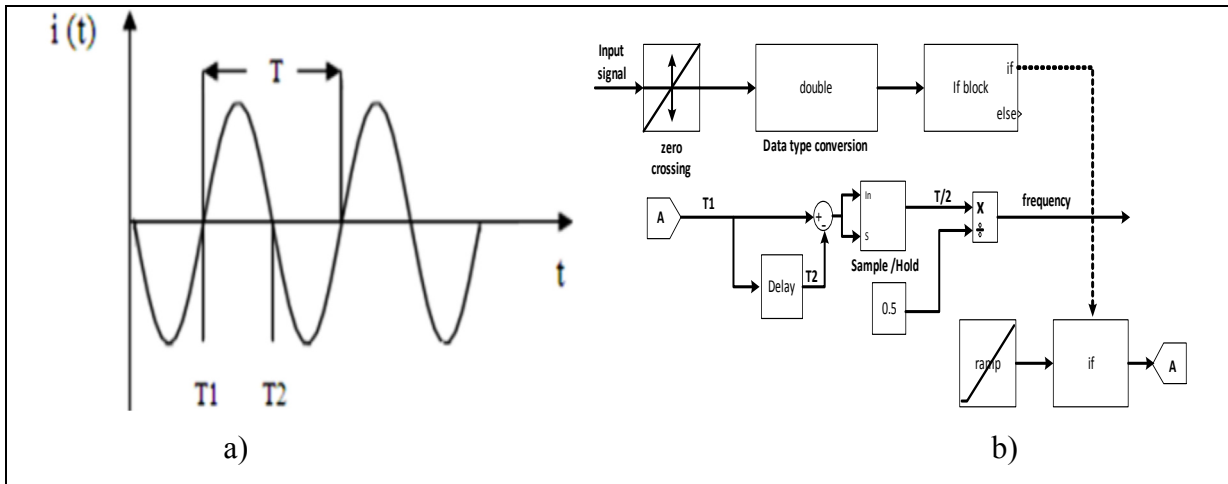 i (t)
T
t
T1
T2
a)
Input
signal
zero
crossing
double
Data type conversion
If block
if
else>
A
T1
+
−
Delay
T2
In
S
Sample /Hold
T/2
X
÷
frequency
0.5
ramp
if
A
b)